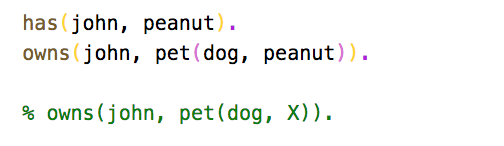 has(john, peanut).
owns(john, pet(dog, peanut)).
% owns(john, pet(dog, X)).